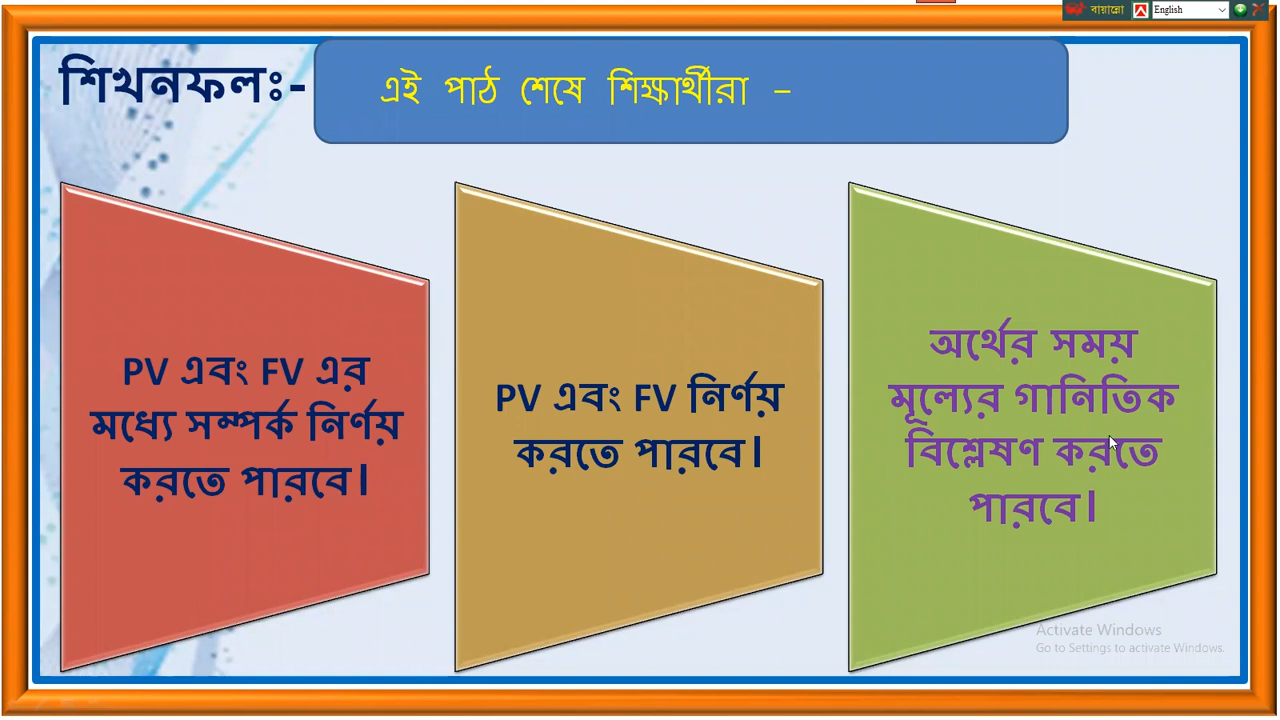 বায়ান্নো English
শিখনফলঃ- এই পাঠ শেষে শিক্ষার্থীরা –
PV এবং FV এর
মধ্যে সম্পর্ক নির্ণয়
করতে পারবে।
PV এবং FV নির্ণয়
করতে পারবে।
অর্থের সময়
মূল্যের গানিতিক
বিশ্লেষণ করতে
পারবে।
Activate Windows
Go to Settings to activate Windows.